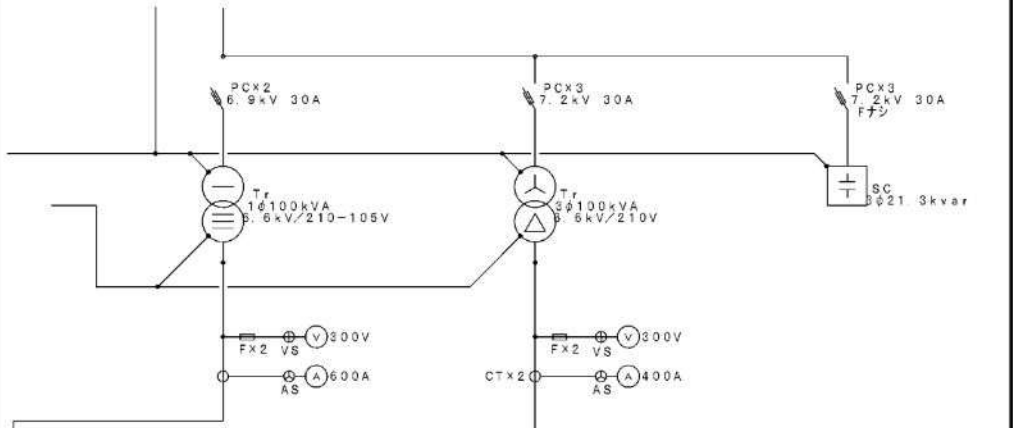 PC×2
6.9kV 30A
PC×3
7.2kV 30A
PC×3
7.2kV 30A
Fナシ
Tr
1φ100kVA
6.6kV/210-105V
Tr
3φ100kVA
6.6kV/210V
SC
3φ21.3kvar
F×2
VS
V
300V
F×2
VS
V
300V
AS
A
600A
CT×2
AS
A
400A